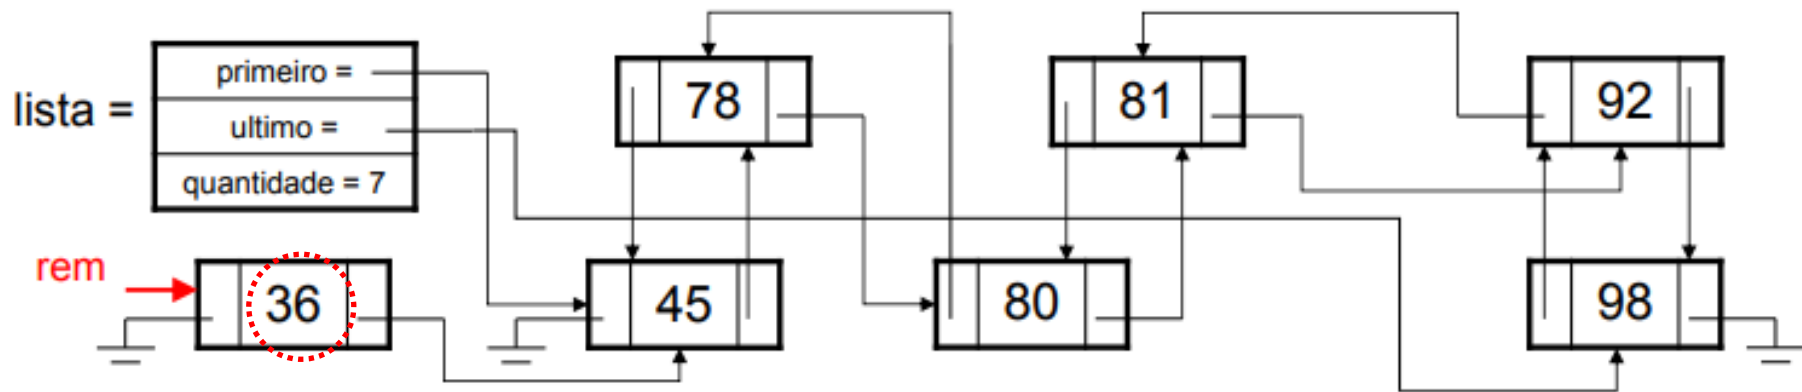 lista =
primeiro =
ultimo =
quantidade = 7
78
81
92
rem
36
45
80
98